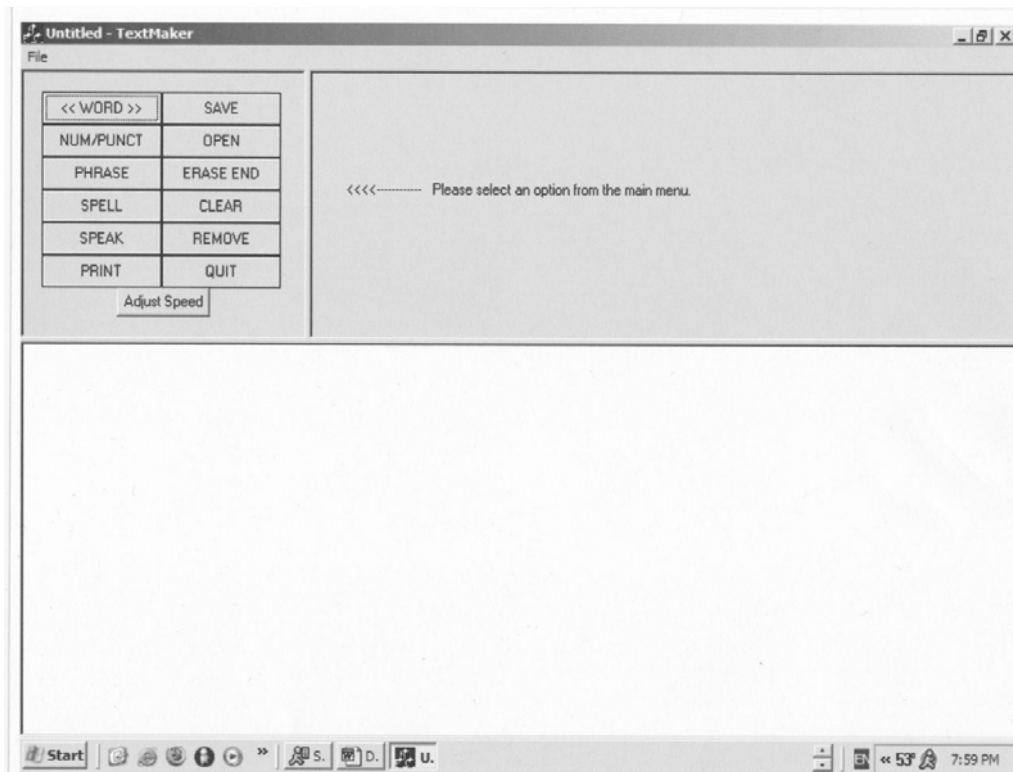 Untitled - TextMaker
File
<< WORD >> SAVE
NUM/PUNCT OPEN
PHRASE ERASE END
SPELL CLEAR
SPEAK REMOVE
PRINT QUIT
Adjust Speed
<<<<----------- Please select an option from the main menu.
Start » S. D. U. EN « 53° 7:59 PM